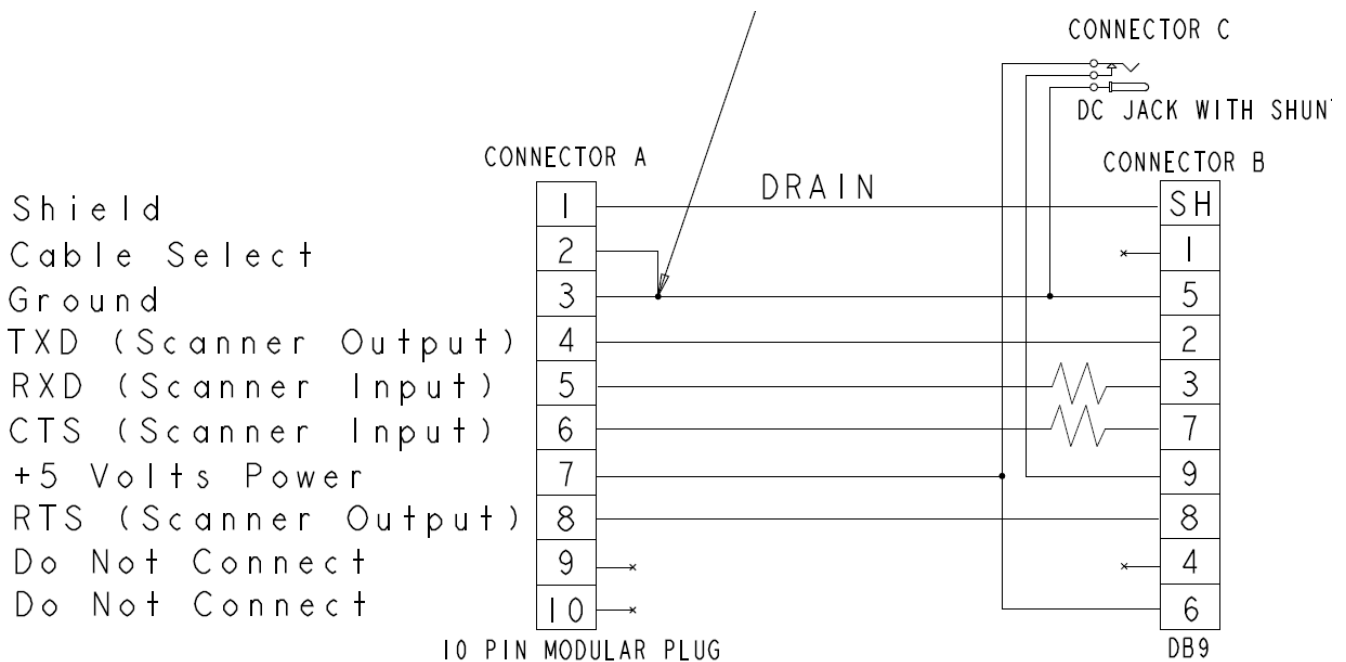 CONNECTOR C
DC JACK WITH SHUN
CONNECTOR A
CONNECTOR B
DRAIN
Shield 1 SH
Cable Select 2 1
Ground 3 5
TXD (Scanner Output) 4 2
RXD (Scanner Input) 5 3
CTS (Scanner Input) 6 7
+5 Volts Power 7 9
RTS (Scanner Output) 8 8
Do Not Connect 9 4
Do Not Connect 10 6
10 PIN MODULAR PLUG
DB9